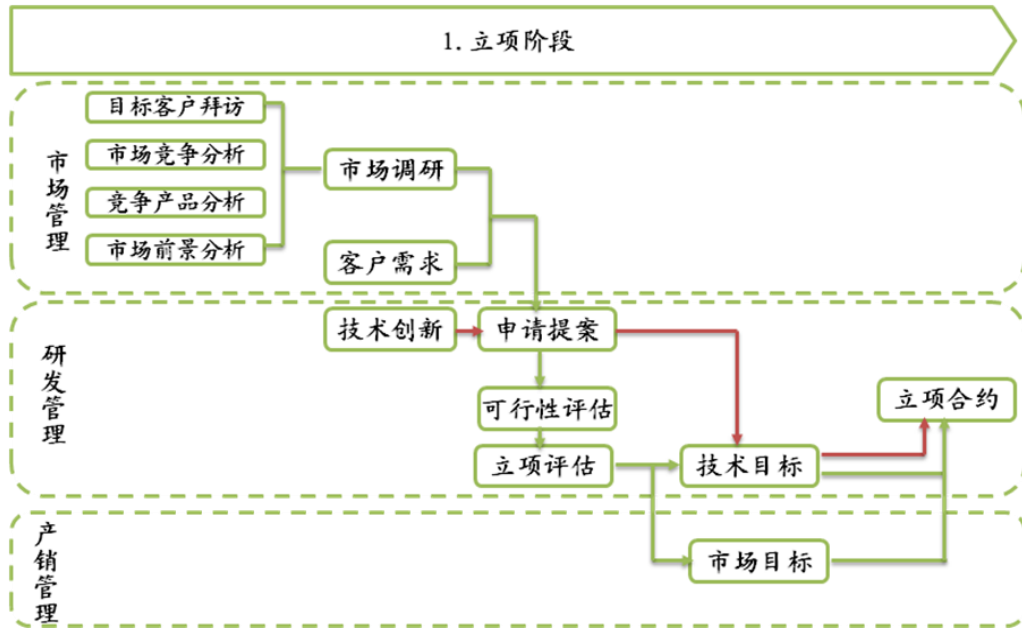 1. 立项阶段
市场管理
目标客户拜访
市场竞争分析
竞争产品分析
市场前景分析
市场调研
客户需求
研发管理
技术创新
申请提案
可行性评估
立项评估
技术目标
立项合约
产销管理
市场目标